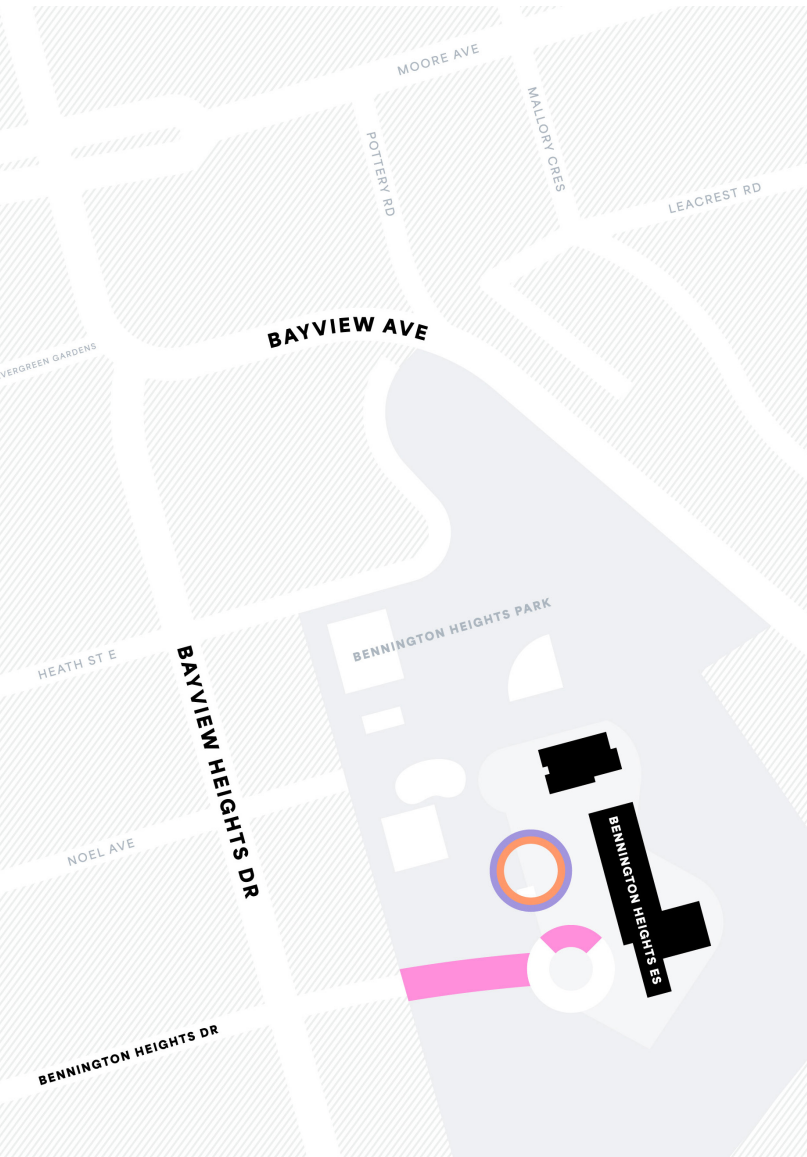 MOORE AVE
MALLORY CRES
POTTERY RD
LEACREST RD
BAYVIEW AVE
VERGREEN GARDENS
BENNINGTON HEIGHTS PARK
HEATH ST E
BAYVIEW HEIGHTS DR
NOEL AVE
BENNINGTON HEIGHTS ES
BENNINGTON HEIGHTS DR